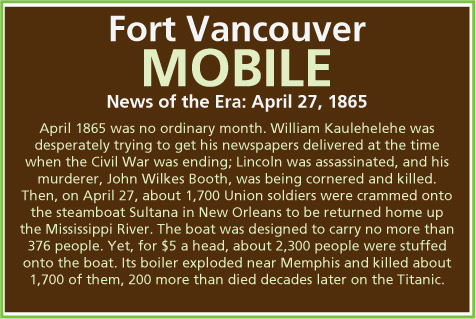 Fort Vancouver
MOBILE
News of the Era: April 27, 1865
April 1865 was no ordinary month. William Kaulehelehe was
desperately trying to get his newspapers delivered at the time
when the Civil War was ending; Lincoln was assassinated, and his
murderer, John Wilkes Booth, was being cornered and killed.
Then, on April 27, about 1,700 Union soldiers were crammed onto
the steamboat Sultana in New Orleans to be returned home up
the Mississippi River. The boat was designed to carry no more than
376 people. Yet, for $5 a head, about 2,300 people were stuffed
onto the boat. Its boiler exploded near Memphis and killed about
1,700 of them, 200 more than died decades later on the Titanic.